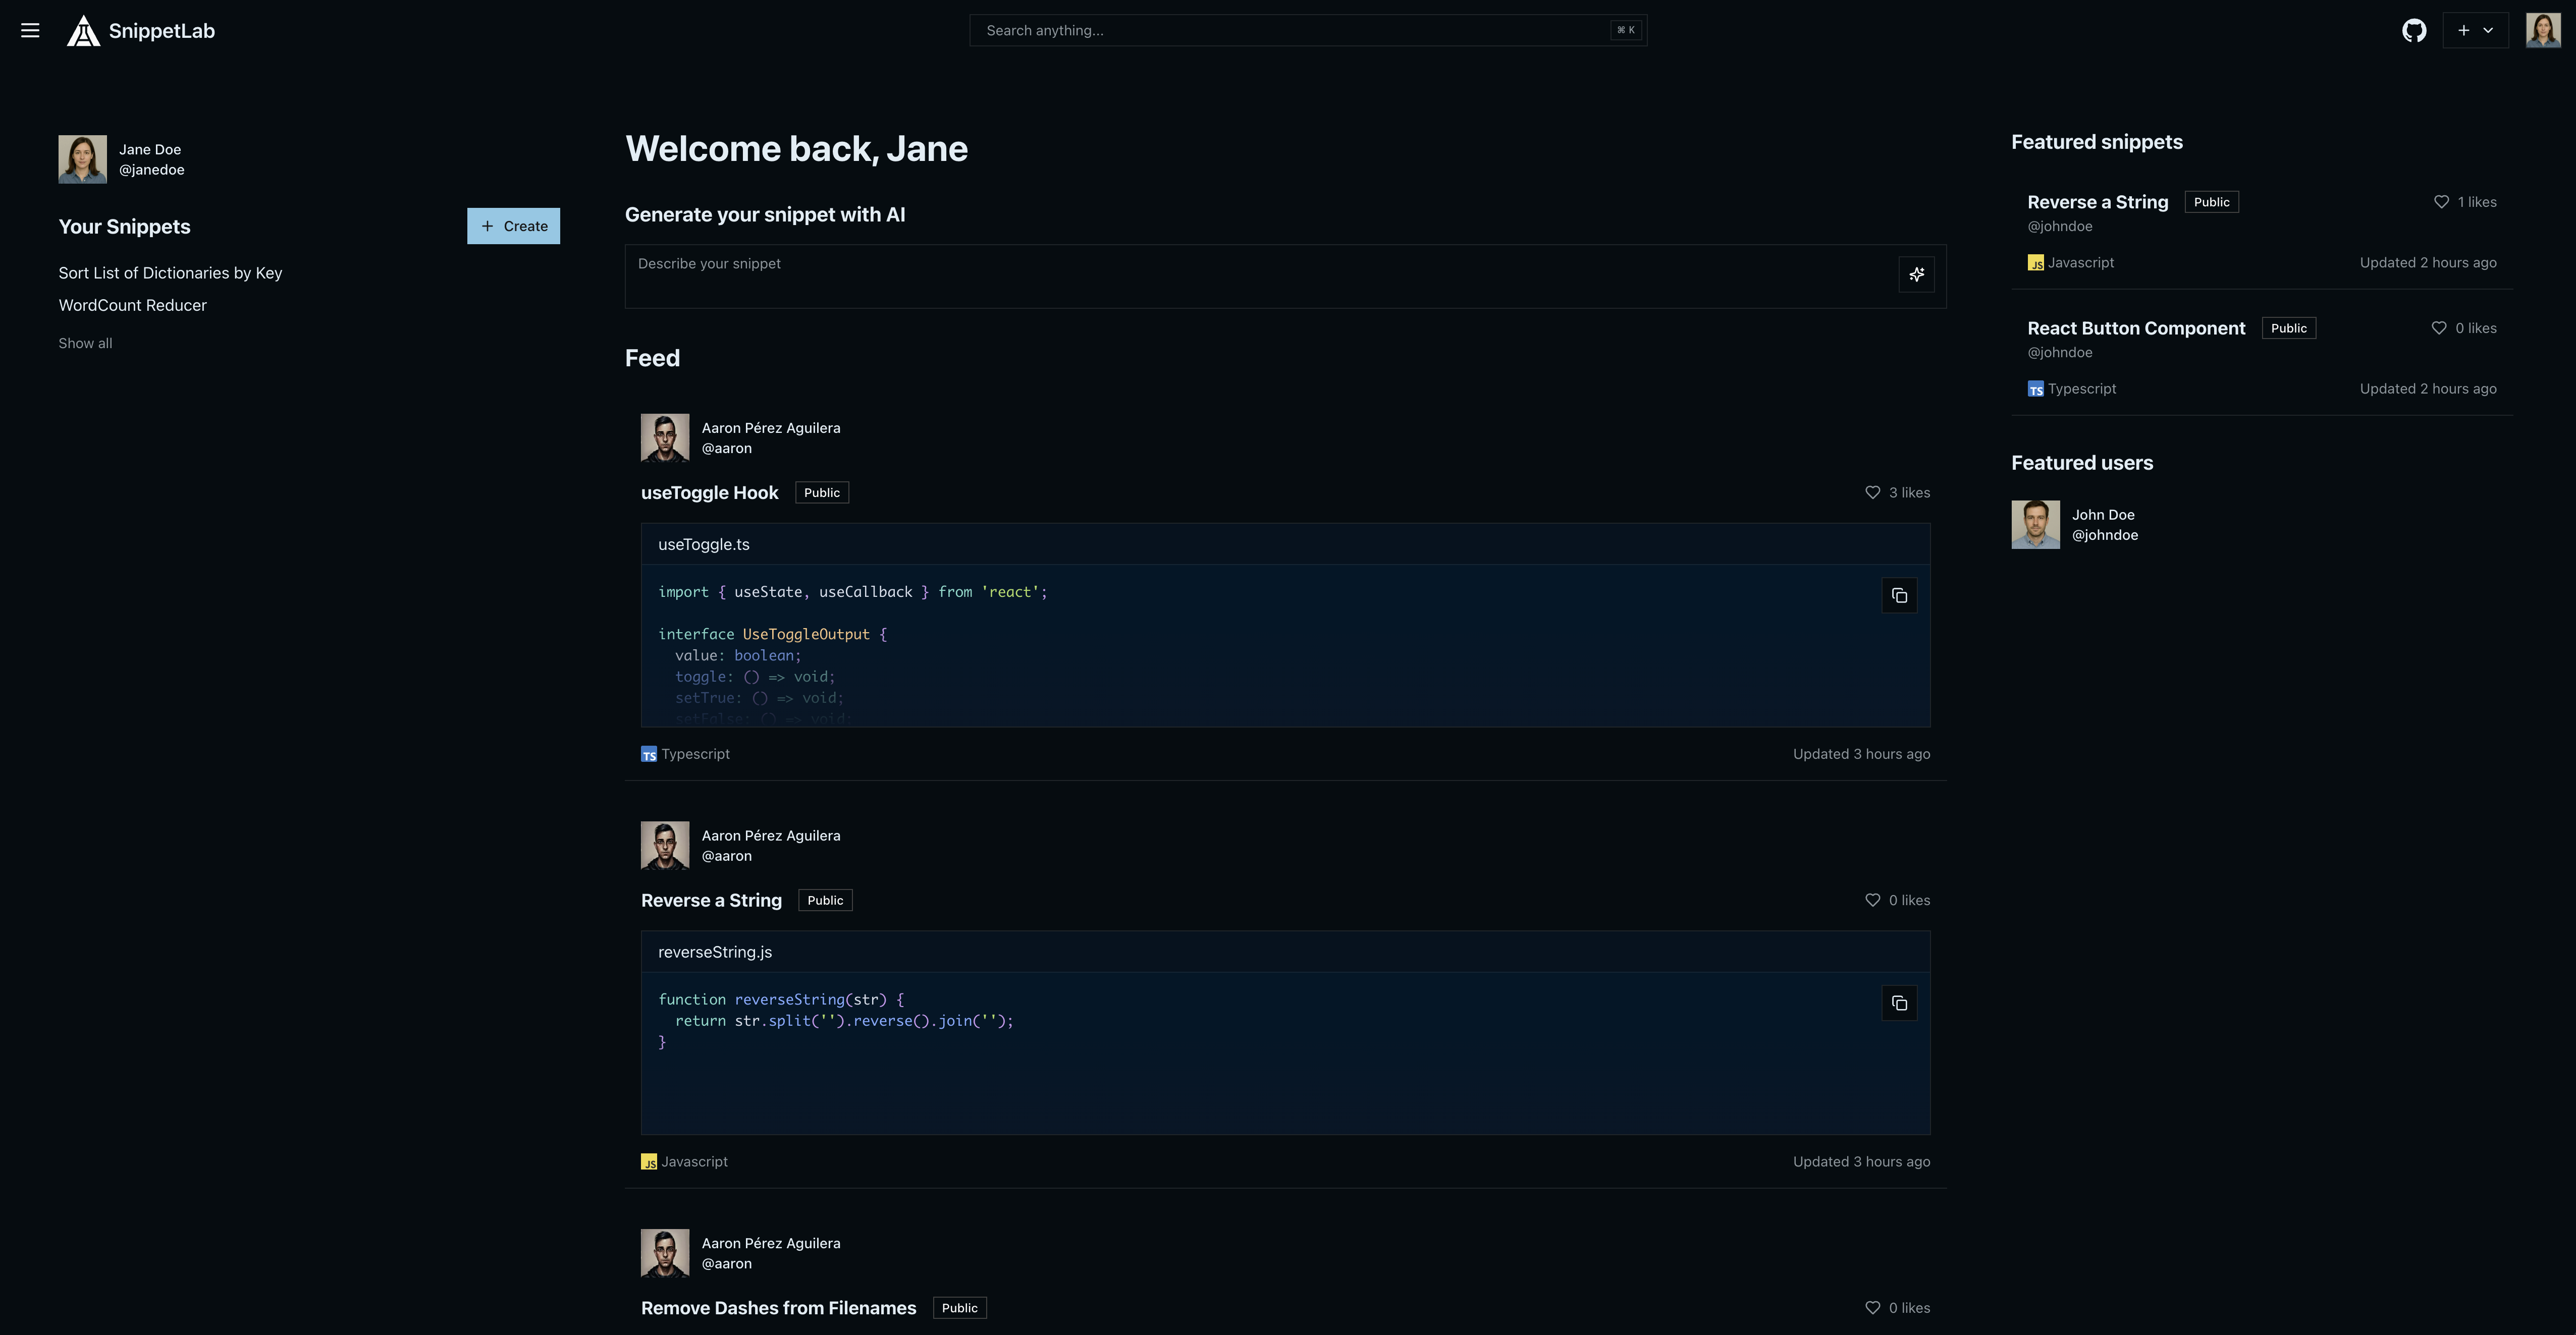 SnippetLab
Search anything...
⌘ K
Jane Doe
@janedoe
Your Snippets
Create
Sort List of Dictionaries by Key
WordCount Reducer
Show all
Welcome back, Jane
Generate your snippet with AI
Describe your snippet
Feed
Aaron Pérez Aguilera
@aaron
useToggle Hook
Public
3 likes
useToggle.ts
import { useState, useCallback } from 'react';
interface UseToggleOutput {
value: boolean;
toggle: () => void;
setTrue: () => void;
setFalse: () => void;
TS Typescript
Updated 3 hours ago
Aaron Pérez Aguilera
@aaron
Reverse a String
Public
0 likes
reverseString.js
function reverseString(str) {
return str.split('').reverse().join('');
}
JS Javascript
Updated 3 hours ago
Aaron Pérez Aguilera
@aaron
Remove Dashes from Filenames
Public
0 likes
Featured snippets
Reverse a String
Public
1 likes
@johndoe
JS Javascript
Updated 2 hours ago
React Button Component
Public
0 likes
@johndoe
TS Typescript
Updated 2 hours ago
Featured users
John Doe
@johndoe